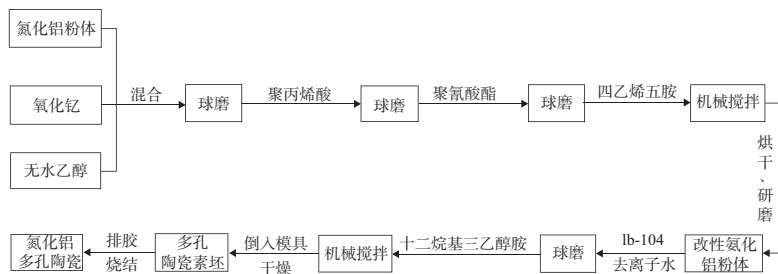 氮化铝粉体
氧化钇
无水乙醇
混合
球磨
聚丙烯酸
球磨
聚氰酸酯
球磨
四乙烯五胺
机械搅拌
烘干、研磨
改性氨化
铝粉体
lb-104
去离子水
球磨
十二烷基三乙醇胺
机械搅拌
倒入模具
干燥
多孔
陶瓷素坯
排胶
烧结
氮化铝
多孔陶瓷